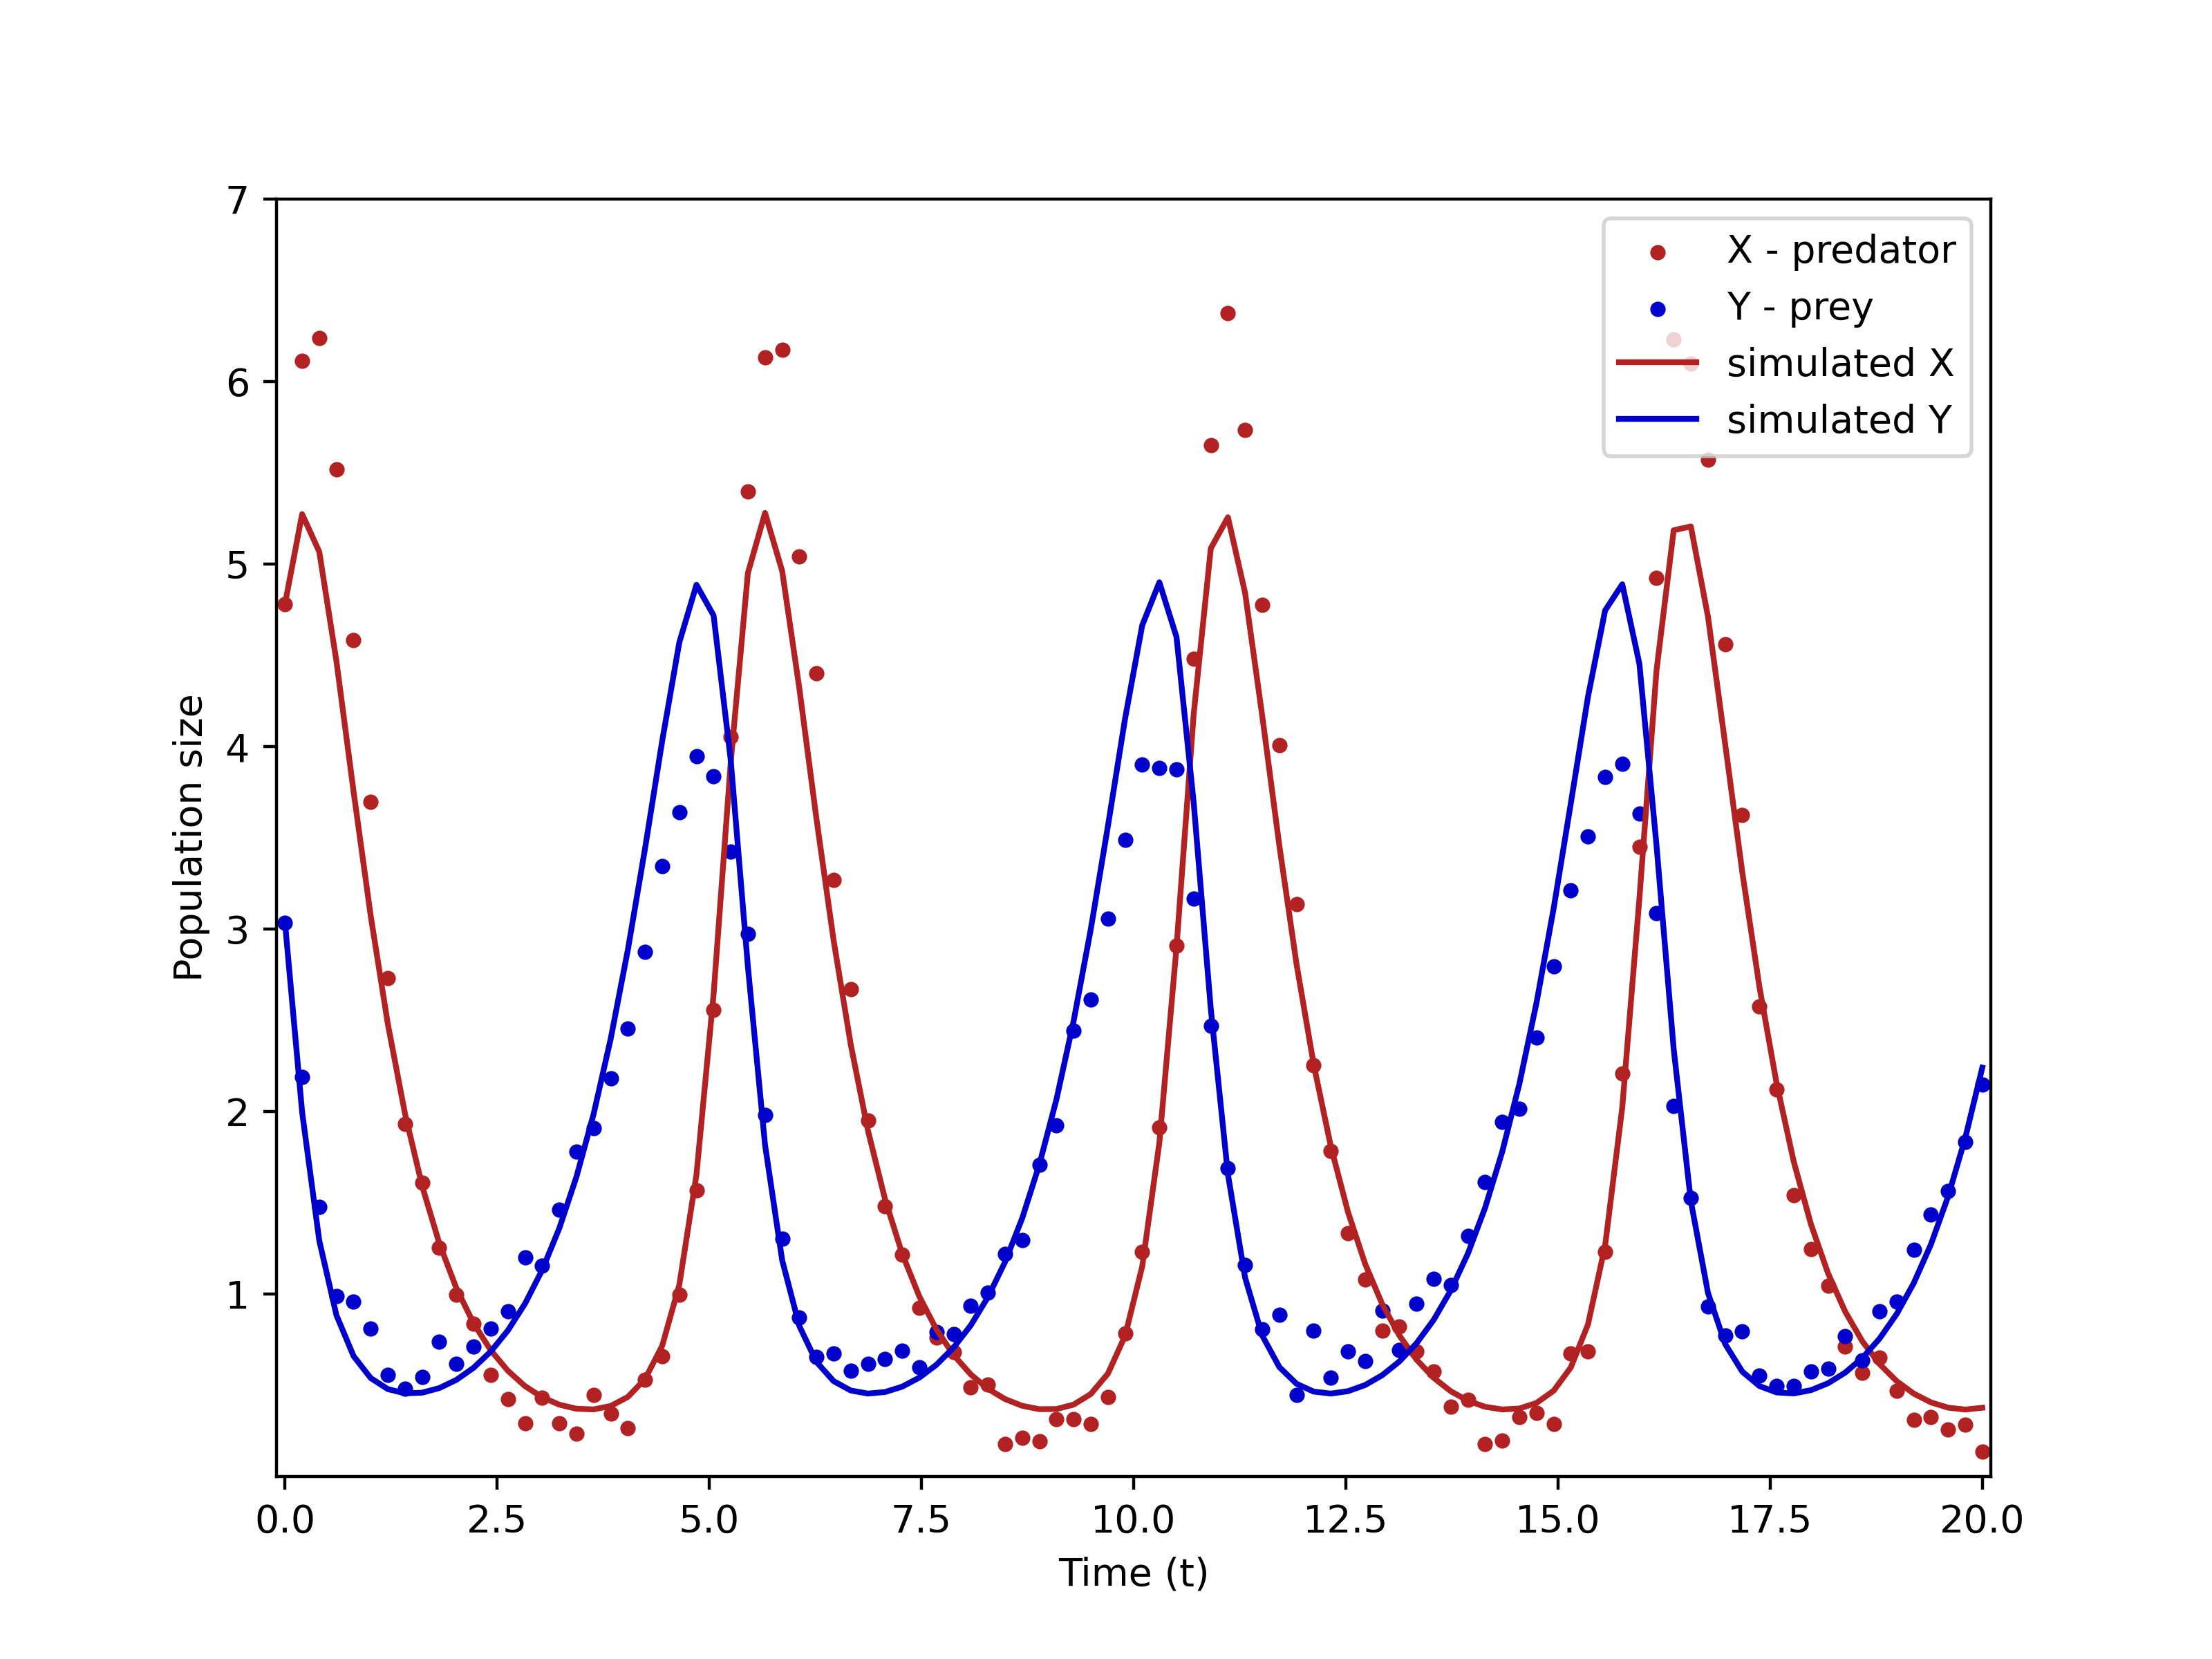 7
6
5
4
3
2
1
Population size
X - predator
Y - prey
simulated X
simulated Y
0.0 2.5 5.0 7.5 10.0 12.5 15.0 17.5 20.0
Time (t)